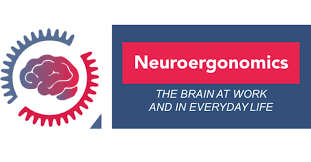 Neuroergonomics
THE BRAIN AT WORK
AND IN EVERYDAY LIFE